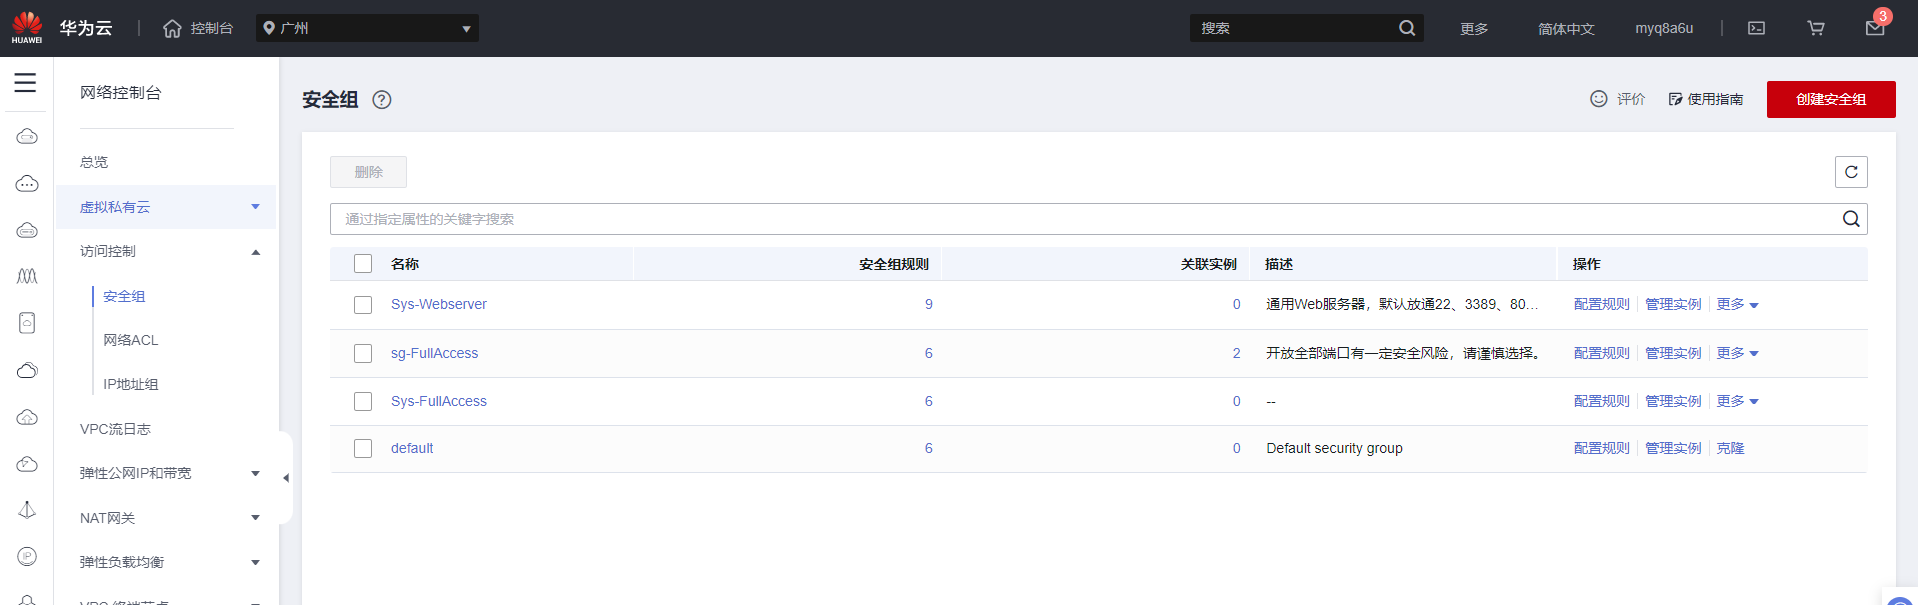 HUAWEI
华为云
控制台
广州
搜索
更多
简体中文
myq8a6u
3
网络控制台
总览
虚拟私有云
访问控制
安全组
网络ACL
IP地址组
VPC流日志
弹性公网IP和带宽
NAT网关
弹性负载均衡
VPC 终端节点
IP
安全组
?
评价
使用指南
创建安全组
删除
通过指定属性的关键字搜索
名称 安全组规则 关联实例 描述 操作
Sys-Webserver 9 0 通用Web服务器，默认放通22、3389、80... 配置规则 管理实例 更多
sg-FullAccess 6 2 开放全部端口有一定安全风险，请谨慎选择。 配置规则 管理实例 更多
Sys-FullAccess 6 0 -- 配置规则 管理实例 更多
default 6 0 Default security group 配置规则 管理实例 克隆